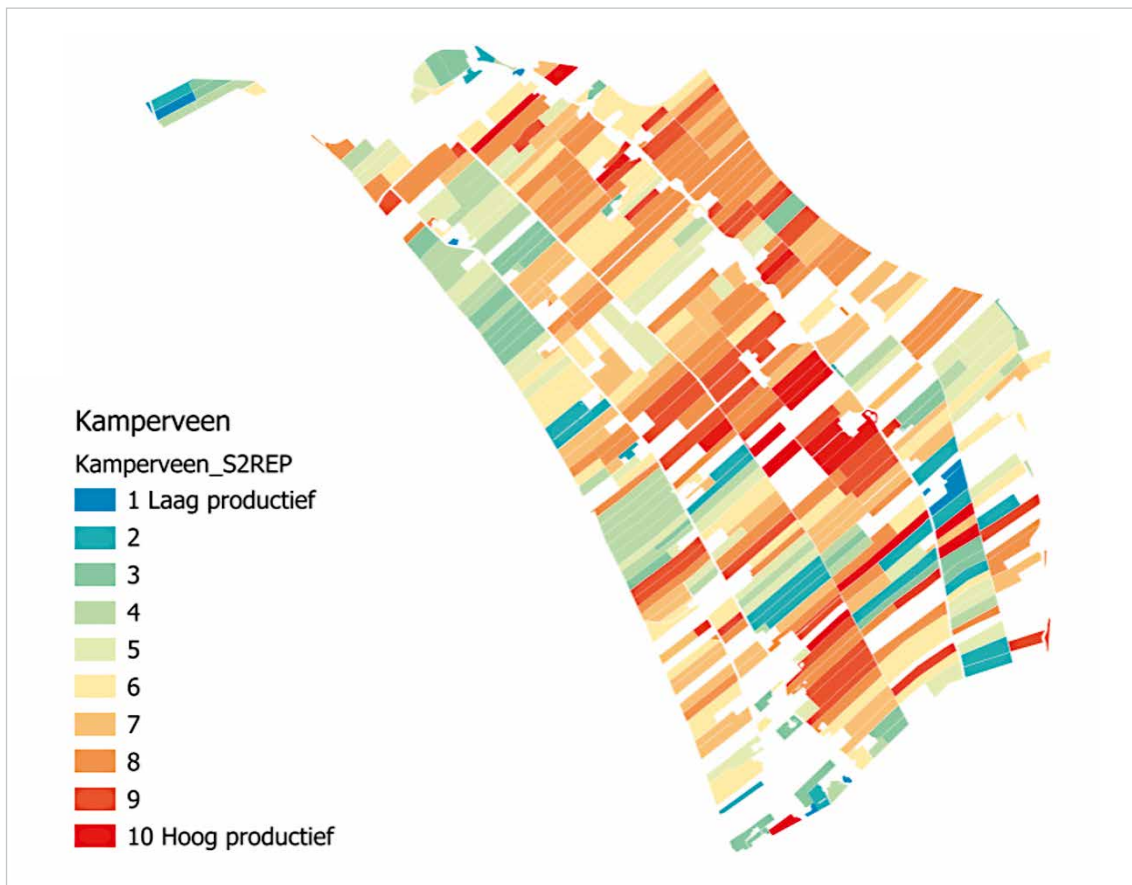 Kamperveen
Kamperveen_S2REP
1 Laag productief
2
3
4
5
6
7
8
9
10 Hoog productief